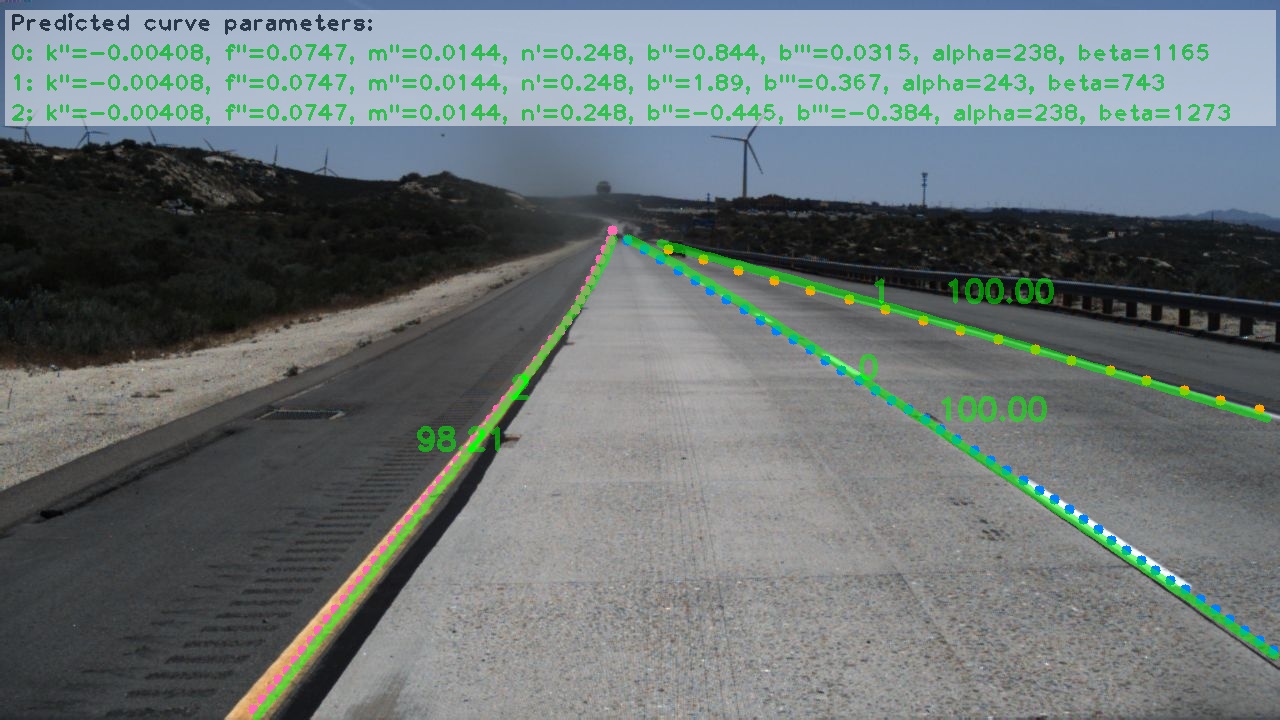 Predicted curve parameters:
0: k''=-0.00408, f''=0.0747, m''=0.0144, n'=0.248, b''=0.844, b'''=0.0315, alpha=238, beta=1165
1: k''=-0.00408, f''=0.0747, m''=0.0144, n'=0.248, b''=1.89, b'''=0.367, alpha=243, beta=743
2: k''=-0.00408, f''=0.0747, m''=0.0144, n'=0.248, b''=-0.445, b'''=-0.384, alpha=238, beta=1273
1 100.00
0
2
100.00
98.21